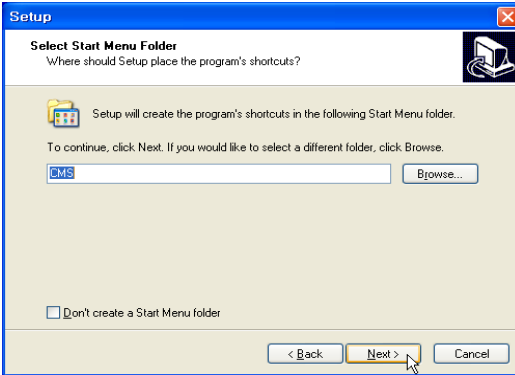 Setup
Select Start Menu Folder
Where should Setup place the program's shortcuts?
Setup will create the program's shortcuts in the following Start Menu folder.
To continue, click Next. If you would like to select a different folder, click Browse.
CMS
Browse...
Don't create a Start Menu folder
< Back
Next >
Cancel